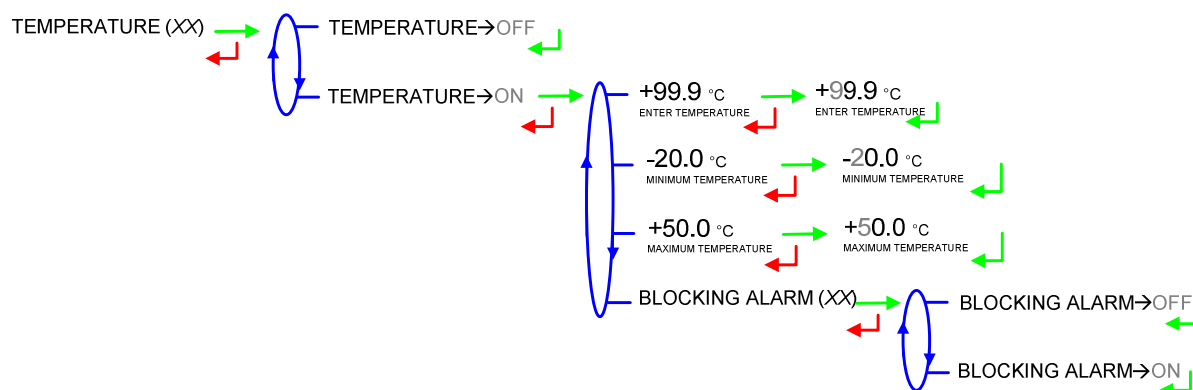 TEMPERATURE (XX)
TEMPERATURE→OFF
TEMPERATURE→ON
+99.9 °C
ENTER TEMPERATURE
+99.9 °C
ENTER TEMPERATURE
-20.0 °C
MINIMUM TEMPERATURE
-20.0 °C
MINIMUM TEMPERATURE
+50.0 °C
MAXIMUM TEMPERATURE
+50.0 °C
MAXIMUM TEMPERATURE
BLOCKING ALARM (XX)
BLOCKING ALARM→OFF
BLOCKING ALARM→ON